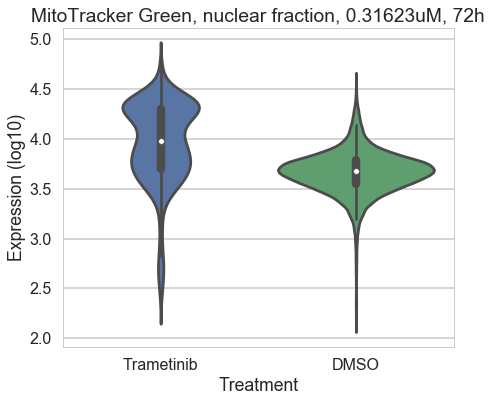 MitoTracker Green, nuclear fraction, 0.31623uM, 72h
5.0
4.5
4.0
3.5
3.0
2.5
2.0
Expression (log10)
Trametinib DMSO
Treatment